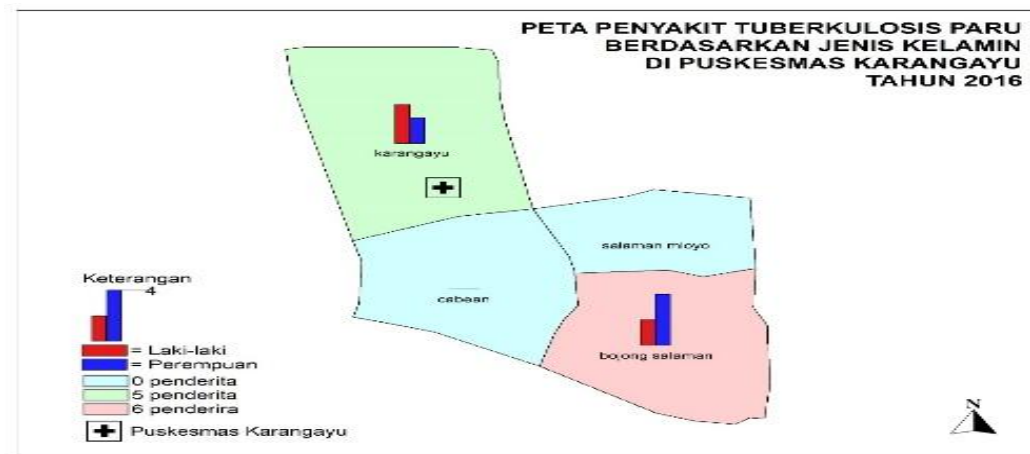 PETA PENYAKIT TUBERKULOSIS PARU
BERDASARKAN JENIS KELAMIN
DI PUSKESMAS KARANGAYU
TAHUN 2016
karangayu
salaman mloyo
cabean
bojong salaman
Keterangan
4
= Laki-laki
= Perempuan
0 penderita
5 penderita
6 penderira
Puskesmas Karangayu
N